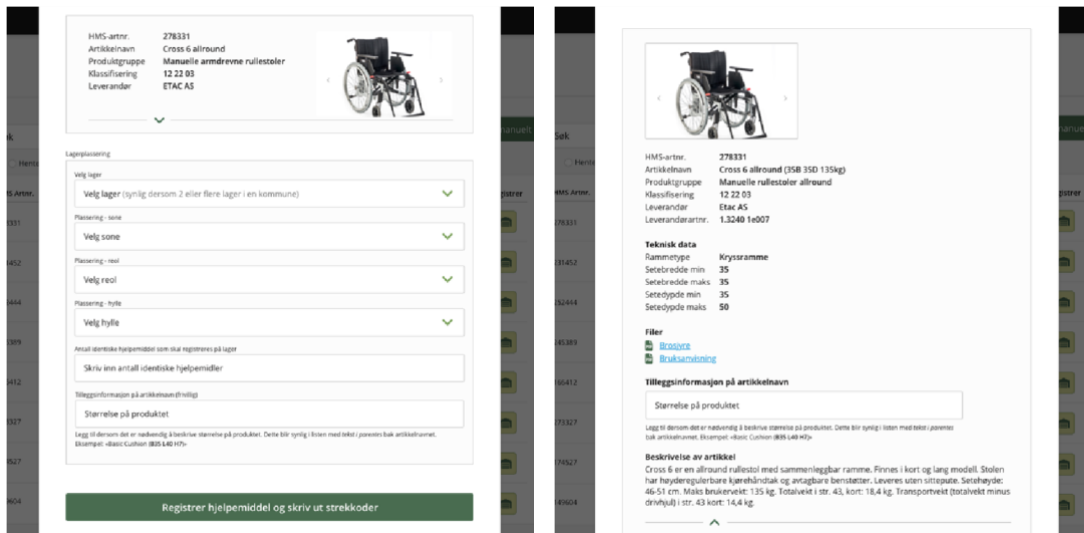 HMS-artnr. 278331
Artikkelnavn Cross 6 allround
Produktgruppe Manuelle armdrevne rullestoler
Klassifisering 12 22 03
Leverandør ETAC AS
Lagerplassering
Velg lager
Velg lager (synlig dersom 2 eller flere lager i en kommune)
Plassering - sone
Velg sone
Plassering - reol
Velg reol
Plassering - hylle
Velg hylle
Antall identiske hjelpemiddel som skal registreres på lager
Skriv inn antall identiske hjelpemidler
Tilleggsinformasjon på artikkelnavn (frivillig)
Størrelse på produktet
Legg til dersom det er nødvendig å beskrive størrelse på produktet. Dette blir synlig i listen med tekst i parentes bak artikkelnavnet.
Eksempel: «Basic Cushion (B35 L40 H7)»
Registrer hjelpemiddel og skriv ut strekkoder
HMS-artnr. 278331
Artikkelnavn Cross 6 allround (35B 35D 135kg)
Produktgruppe Manuelle rullestoler allround
Klassifisering 12 22 03
Leverandør Etac AS
Leverandørartnr. 1.3240 1e007
Teknisk data
Rammetype Kryssramme
Setebredde min 35
Setebredde maks 35
Setedypde min 35
Setedypde maks 50
Filer
Brosjyre
Bruksanvisning
Tilleggsinformasjon på artikkelnavn
Størrelse på produktet
Legg til dersom det er nødvendig å beskrive størrelse på produktet. Dette blir synlig i listen med tekst i parentes
bak artikkelnavnet. Eksempel: «Basic Cushion (B35 L40 H7)»
Beskrivelse av artikkel
Cross 6 er en allround rullestol med sammenleggbar ramme. Finnes i kort og lang modell. Stolen
har høyderegulerbare kjørehåndtak og avtagbare benstøtter. Leveres uten sittepute. Setehøyde:
46-51 cm. Maks brukervekt: 135 kg. Totalvekt i str. 43, kort: 18,4 kg. Transportvekt (totalvekt minus
drivhjul) i str. 43 kort: 14,4 kg.